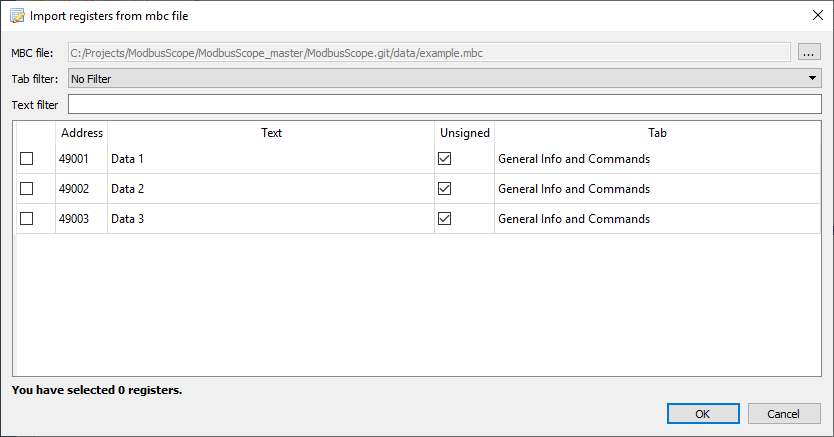 Import registers from mbc file
MBC file: C:/Projects/ModbusScope/ModbusScope_master/ModbusScope.git/data/example.mbc ...
Tab filter: No Filter
Text filter
Address Text Unsigned Tab
49001 Data 1 General Info and Commands
49002 Data 2 General Info and Commands
49003 Data 3 General Info and Commands
You have selected 0 registers.
OK Cancel